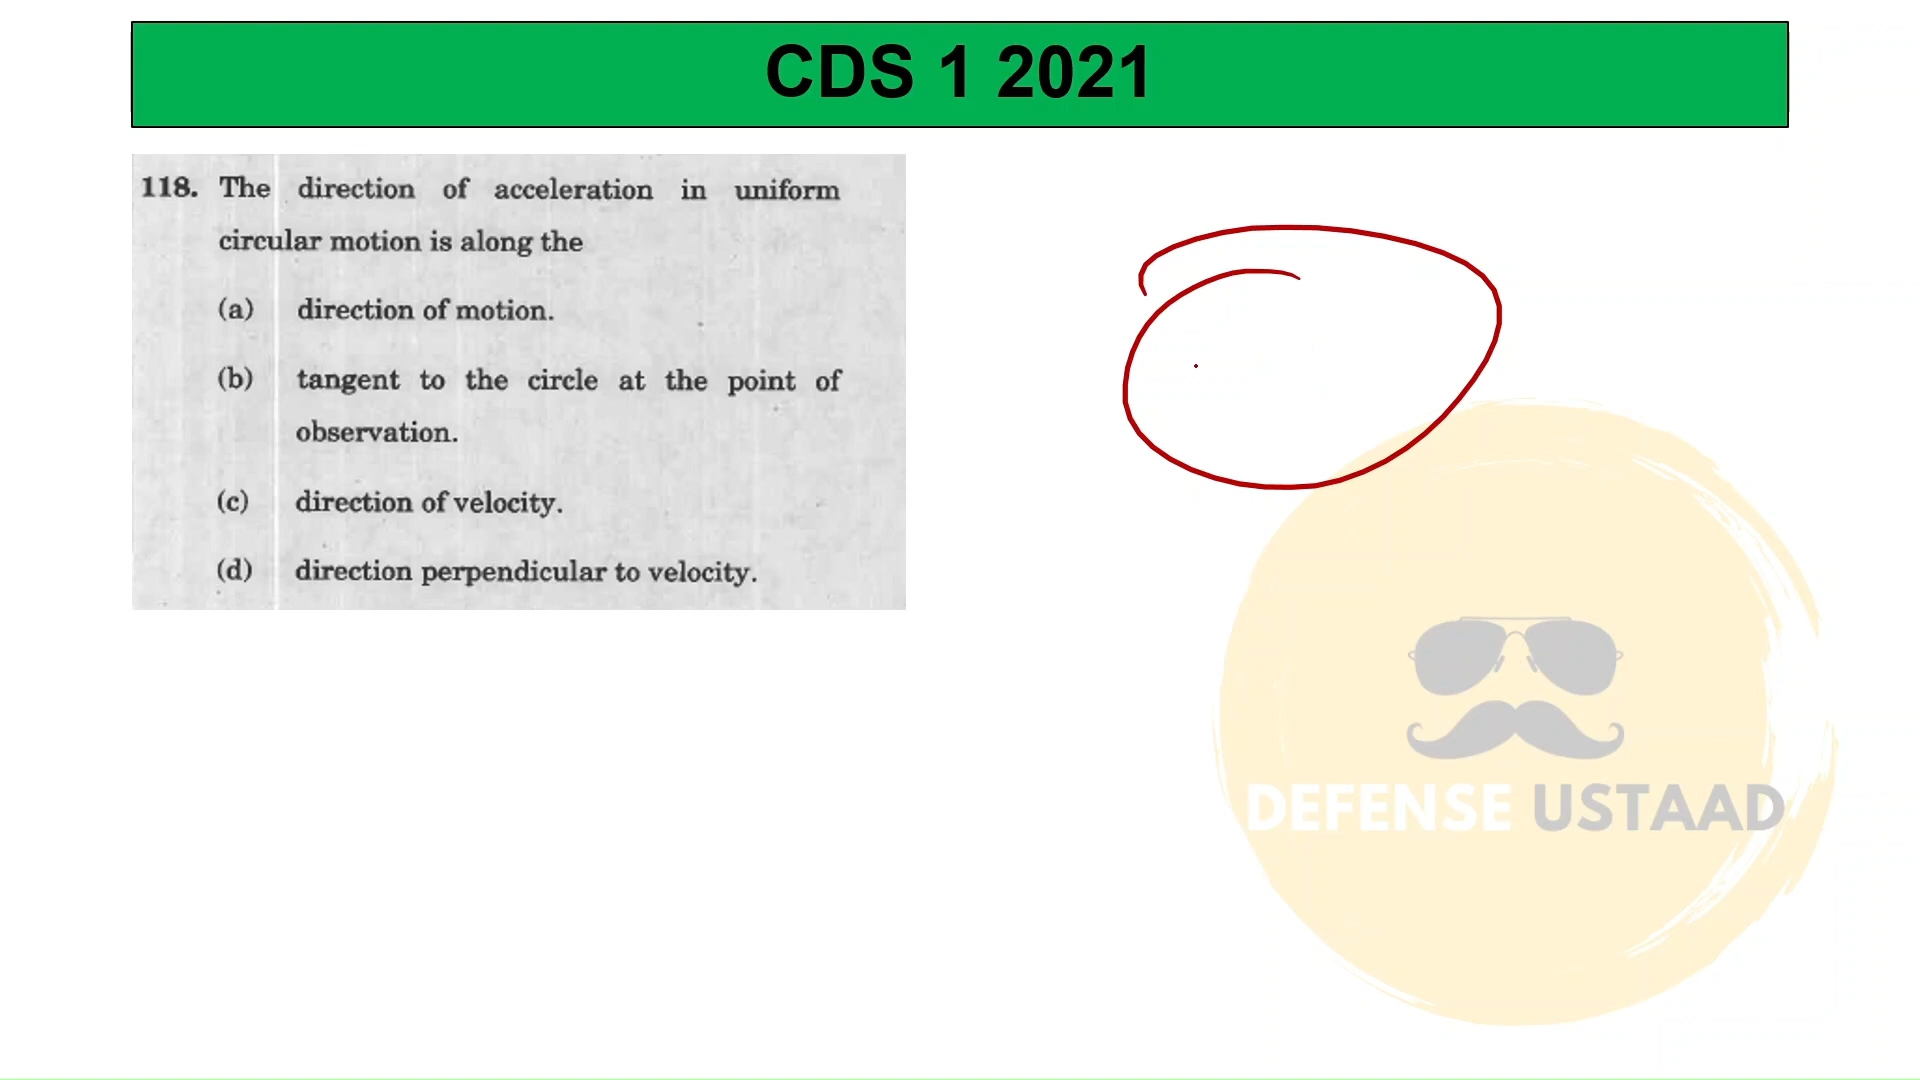 CDS 1 2021
118. The direction of acceleration in uniform
circular motion is along the
(a) direction of motion.
(b) tangent to the circle at the point of
observation.
(c) direction of velocity.
(d) direction perpendicular to velocity.
DEFENSE USTAAD